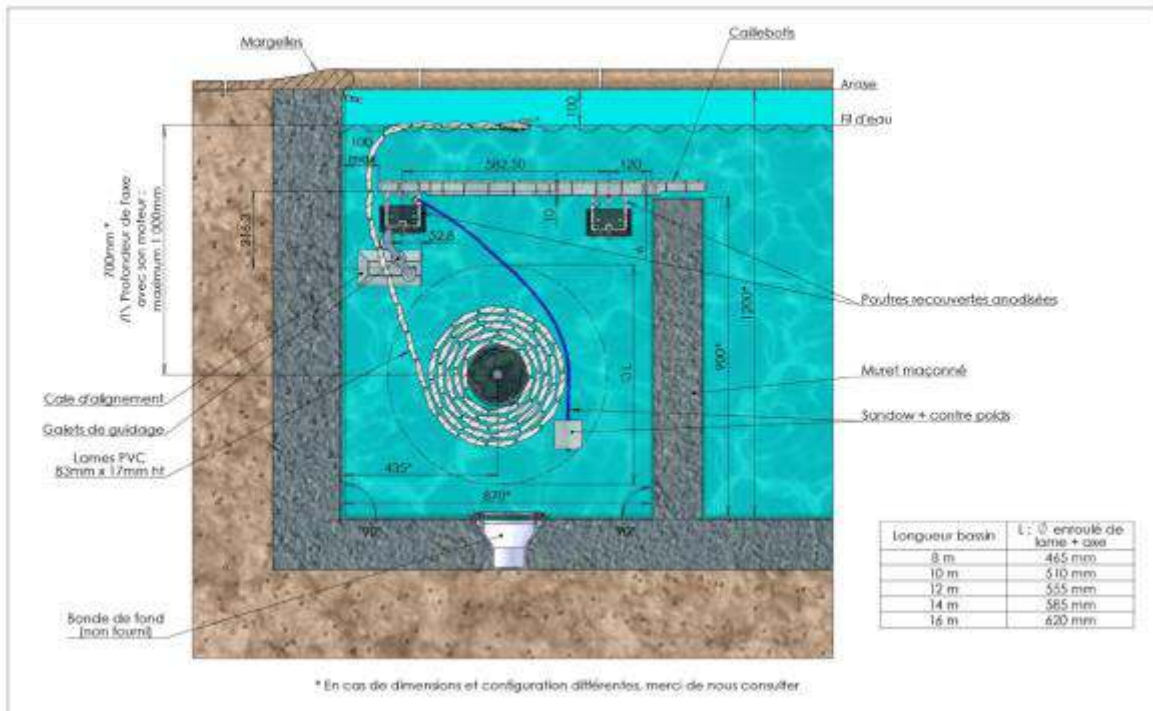 Margelles
Caillebotis
Arase
100
Fil d'eau
100
maxi
582.50
120
10
216.3
52.8
700mm *
/!\ Profondeur de l'axe
avec son moteur :
maximum 1 000mm
1200*
900*
Poutres recouvertes anodisées
Muret maçonné
Cale d'alignement
Sandow + contre poids
Galets de guidage
Lames PVC
83mm x 17mm ht
435*
870*
90°
90°
Bonde de fond
(non fourni)
Longueur bassin L : Ø enroulé de lame + axe
8 m 465 mm
10 m 510 mm
12 m 555 mm
14 m 585 mm
16 m 620 mm
* En cas de dimensions et configuration différentes, merci de nous consulter